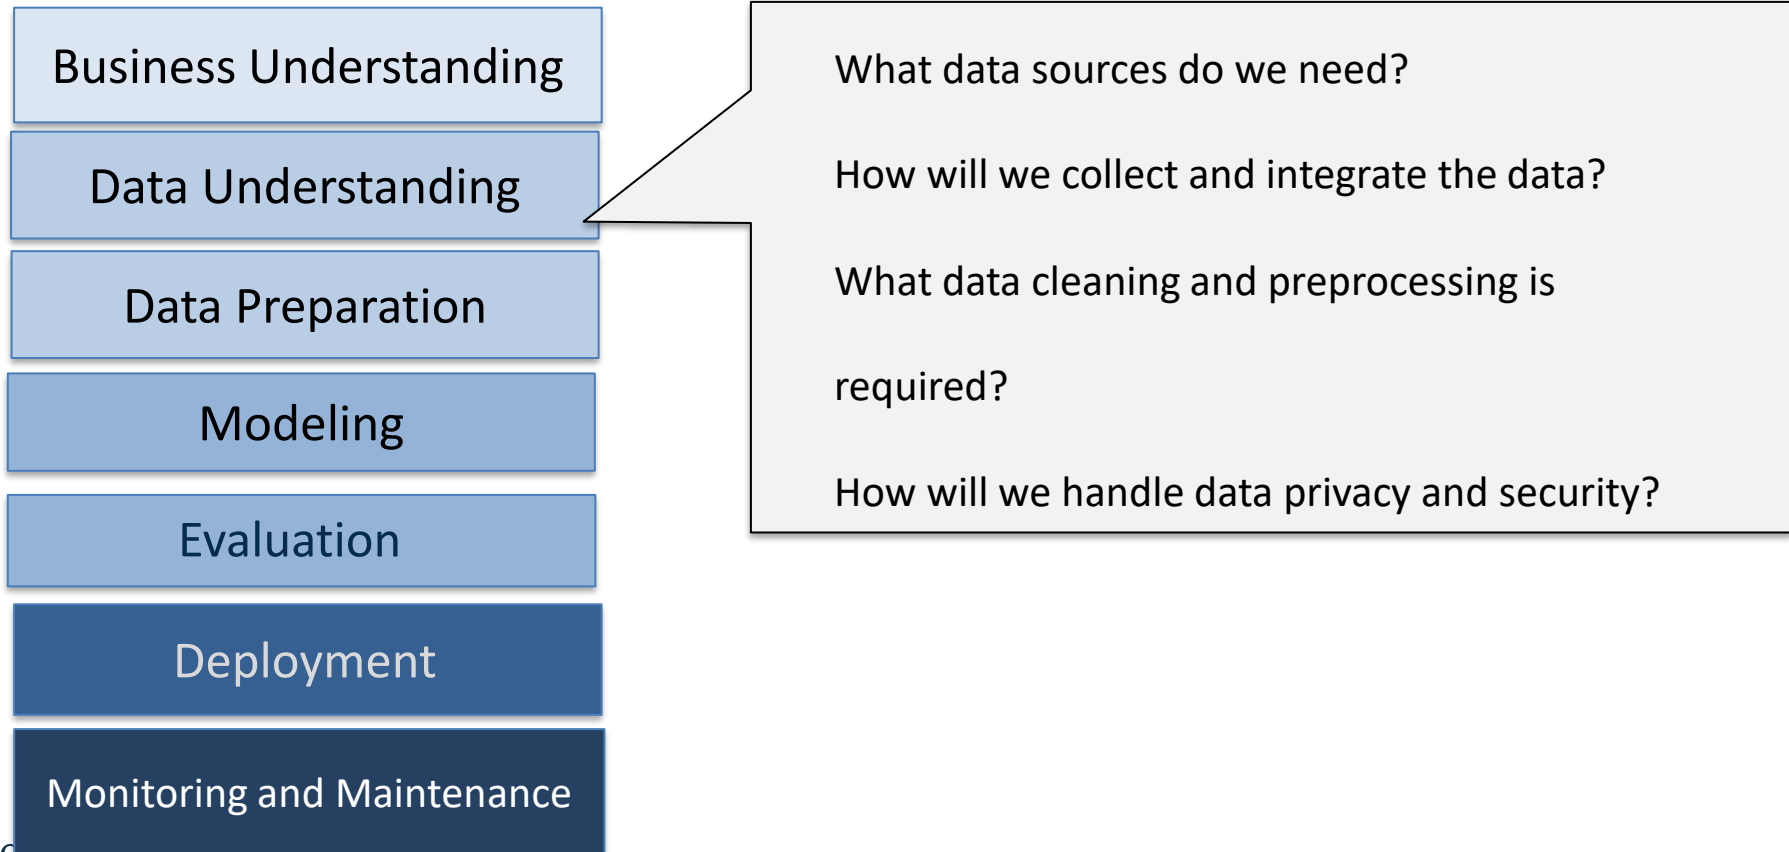 Business Understanding
Data Understanding
Data Preparation
Modeling
Evaluation
Deployment
Monitoring and Maintenance
What data sources do we need?
How will we collect and integrate the data?
What data cleaning and preprocessing is
required?
How will we handle data privacy and security?